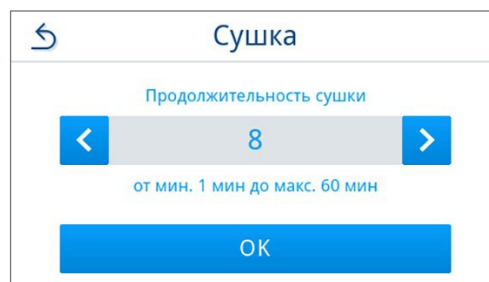 Сушка
Продолжительность сушки
8
от мин. 1 мин до макс. 60 мин
OK